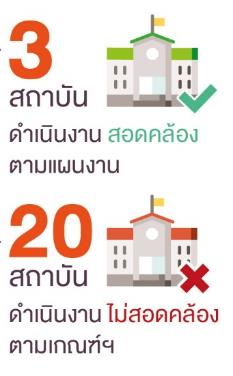 3
สถาบัน
ดำเนินงาน สอดคล้อง
ตามแผนงาน
20
สถาบัน
ดำเนินงาน ไม่สอดคล้อง
ตามเกณฑ์ฯ